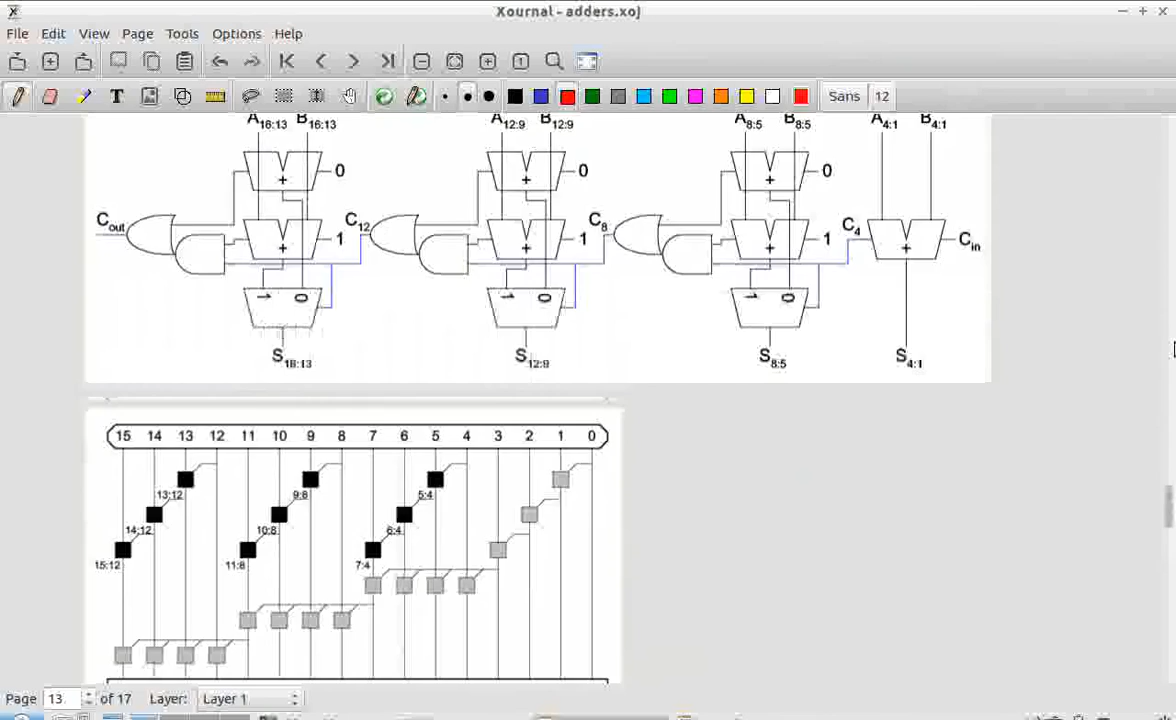 Xournal - adders.xoj
File Edit View Page Tools Options Help
Sans 12
A16:13 B16:13 A12:9 B12:9 A8:5 B8:5 A4:1 B4:1
0 0 0
+ + +
Cout C12 C8 C4
1 1 1 Cin
+ + + +
1 0 1 0 1 0
S16:13 S12:9 S8:5 S4:1
15 14 13 12 11 10 9 8 7 6 5 4 3 2 1 0
13:12 9:8 5:4
14:12 10:8 6:4
15:12 11:8 7:4
Page 13 of 17 Layer: Layer 1